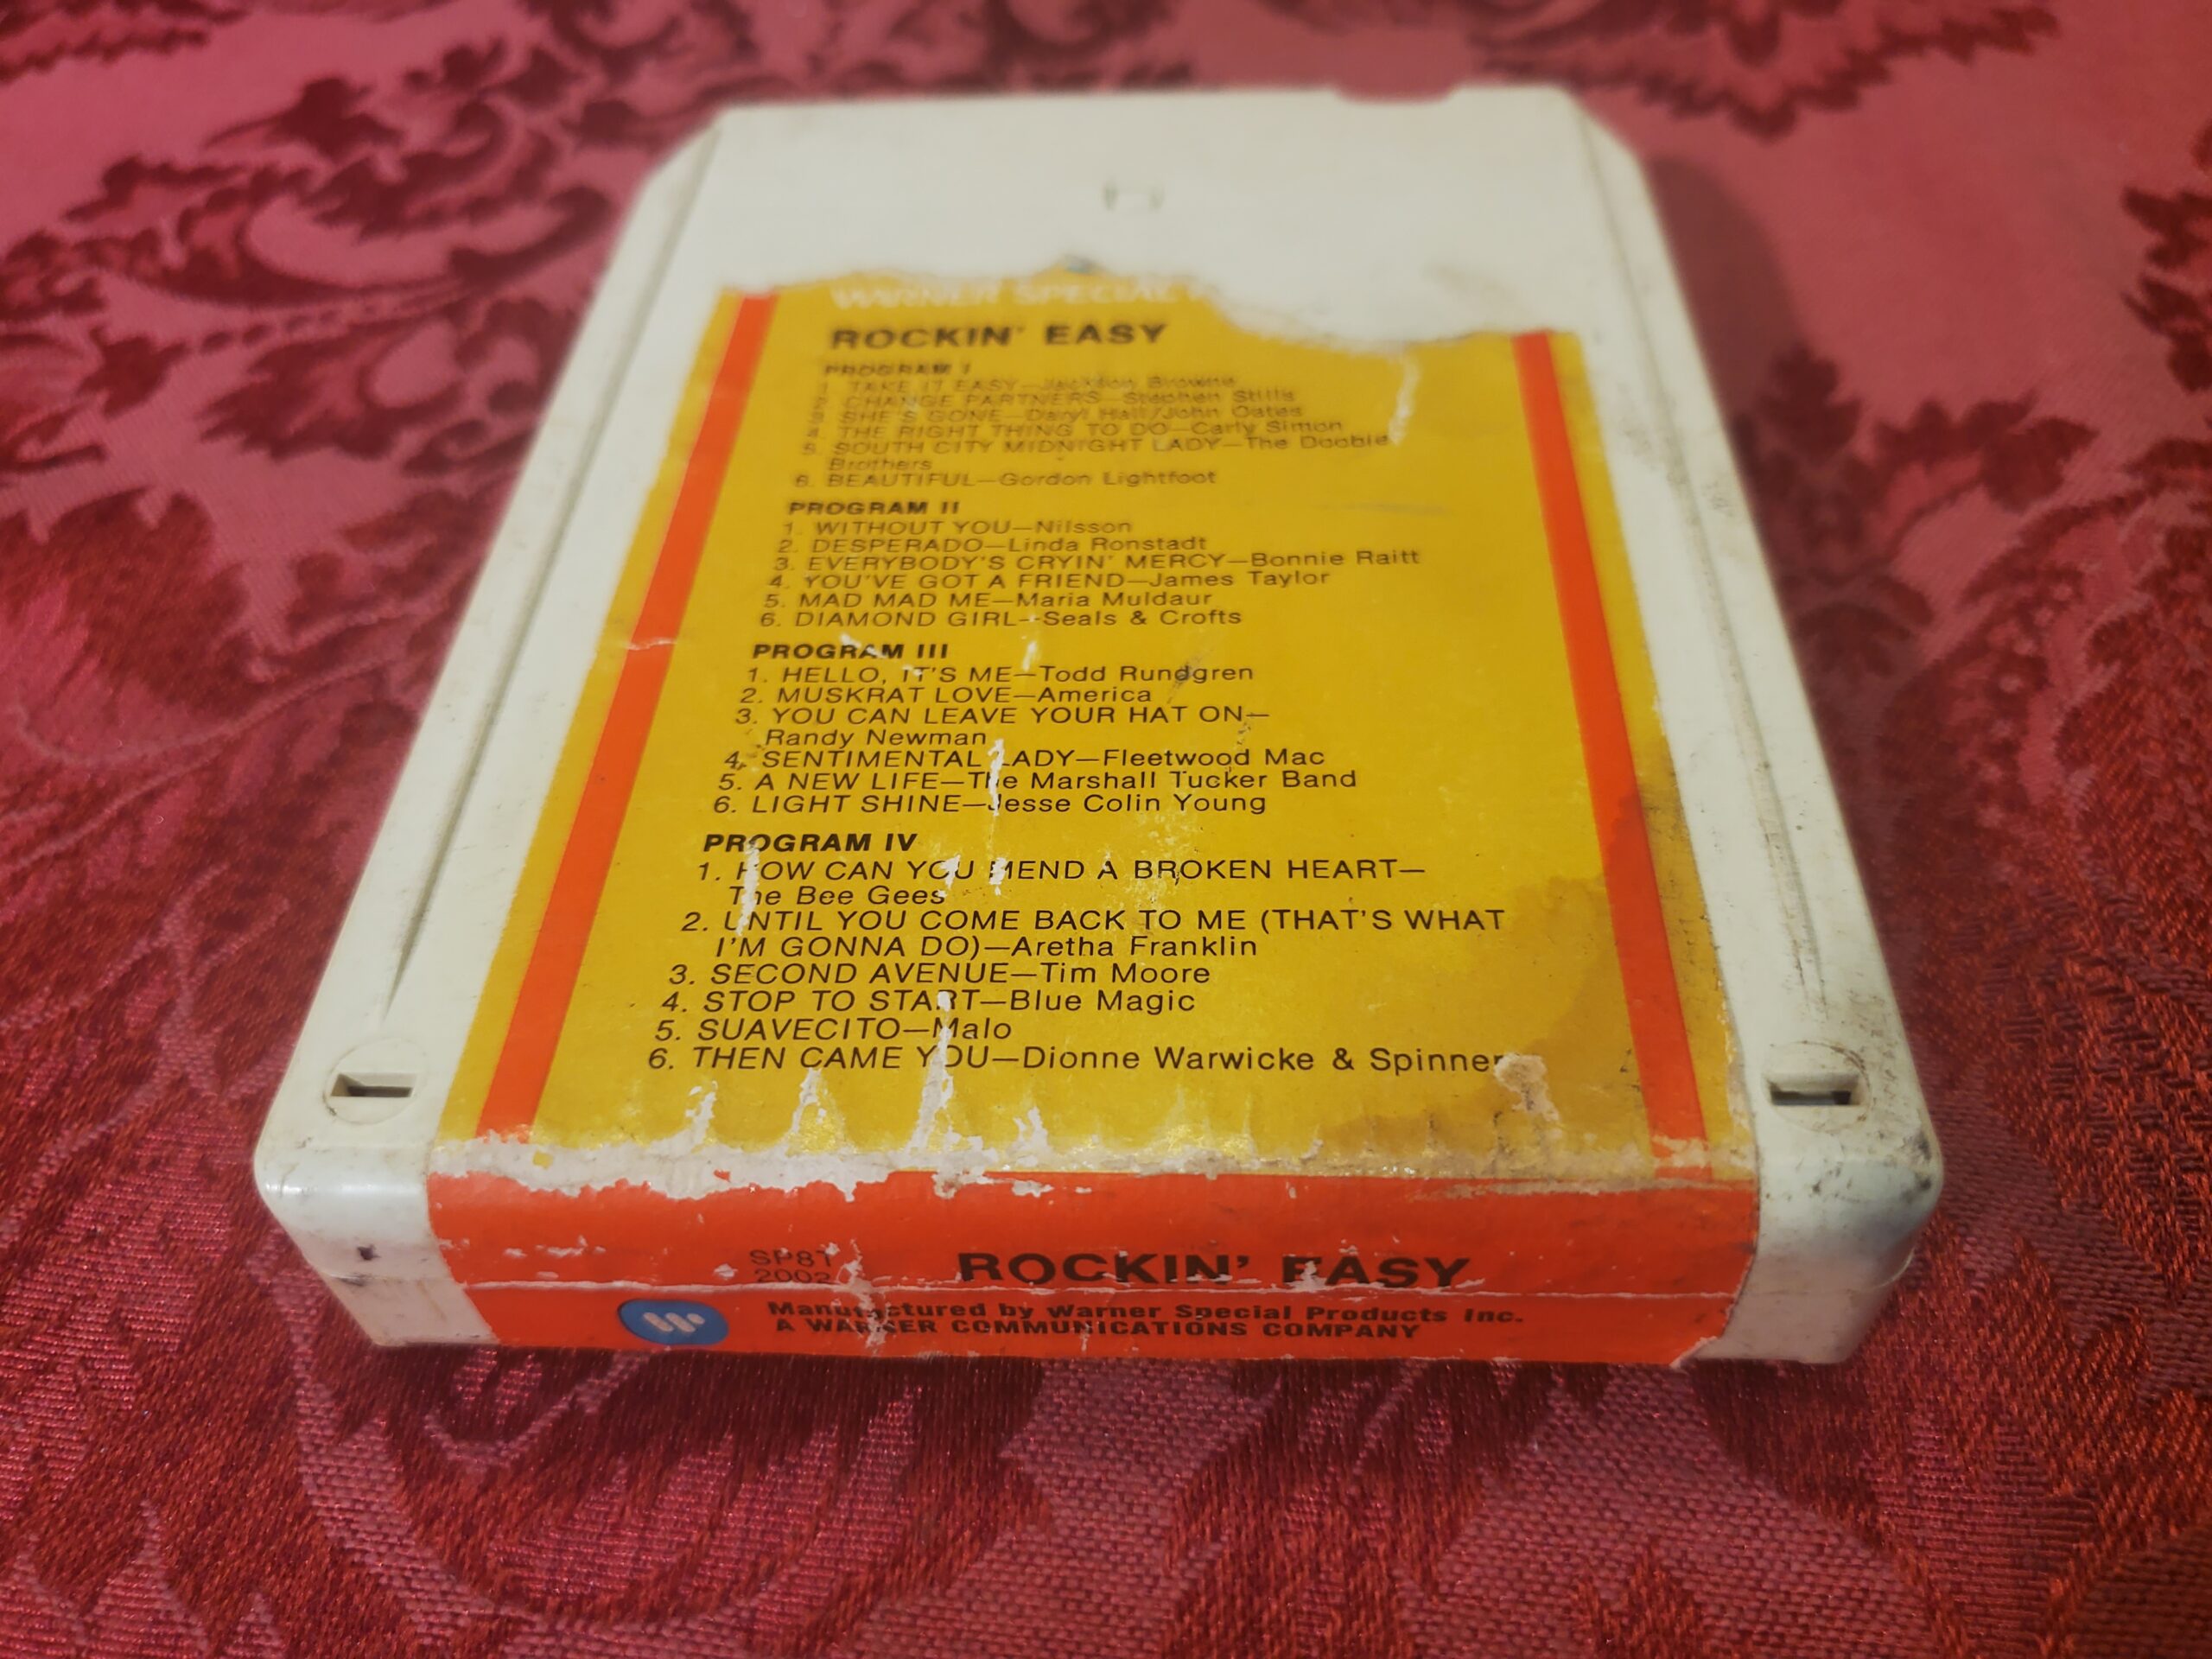 WARNER SPECIAL
ROCKIN' EASY
PROGRAM I
1. TAKE IT EASY—Jackson Browne
2. CHANGE PARTNERS—Stephen Stills
3. SHE'S GONE—Daryl Hall/John Oates
4. THE RIGHT THING TO DO—Carly Simon
5. SOUTH CITY MIDNIGHT LADY—The Doobie
Brothers
6. BEAUTIFUL—Gordon Lightfoot
PROGRAM II
1. WITHOUT YOU—Nilsson
2. DESPERADO—Linda Ronstadt
3. EVERYBODY'S CRYIN' MERCY—Bonnie Raitt
4. YOU'VE GOT A FRIEND—James Taylor
5. MAD MAD ME—Maria Muldaur
6. DIAMOND GIRL—Seals & Crofts
PROGRAM III
1. HELLO, IT'S ME—Todd Rundgren
2. MUSKRAT LOVE—America
3. YOU CAN LEAVE YOUR HAT ON—
Randy Newman
4. SENTIMENTAL LADY—Fleetwood Mac
5. A NEW LIFE—The Marshall Tucker Band
6. LIGHT SHINE—Jesse Colin Young
PROGRAM IV
1. HOW CAN YOU MEND A BROKEN HEART—
The Bee Gees
2. UNTIL YOU COME BACK TO ME (THAT'S WHAT
I'M GONNA DO)—Aretha Franklin
3. SECOND AVENUE—Tim Moore
4. STOP TO START—Blue Magic
5. SUAVECITO—Malo
6. THEN CAME YOU—Dionne Warwicke & Spinner
SP8T
2002
ROCKIN' EASY
Manufactured by Warner Special Products Inc.
A WARNER COMMUNICATIONS COMPANY